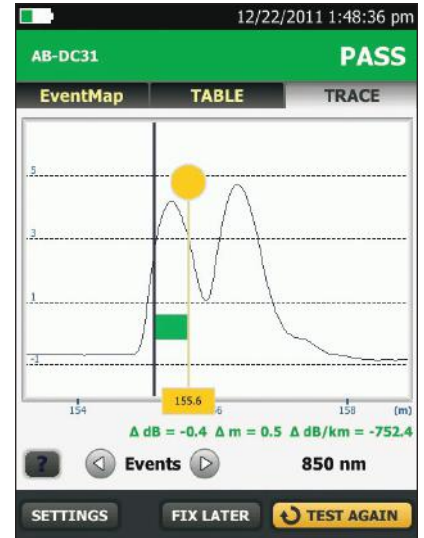 12/22/2011 1:48:36 pm
AB-DC31 PASS
EventMap TABLE TRACE
5
3
1
-1
155.6
154 6 158 (m)
Δ dB = -0.4 Δ m = 0.5 Δ dB/km = -752.4
? Events 850 nm
SETTINGS FIX LATER TEST AGAIN